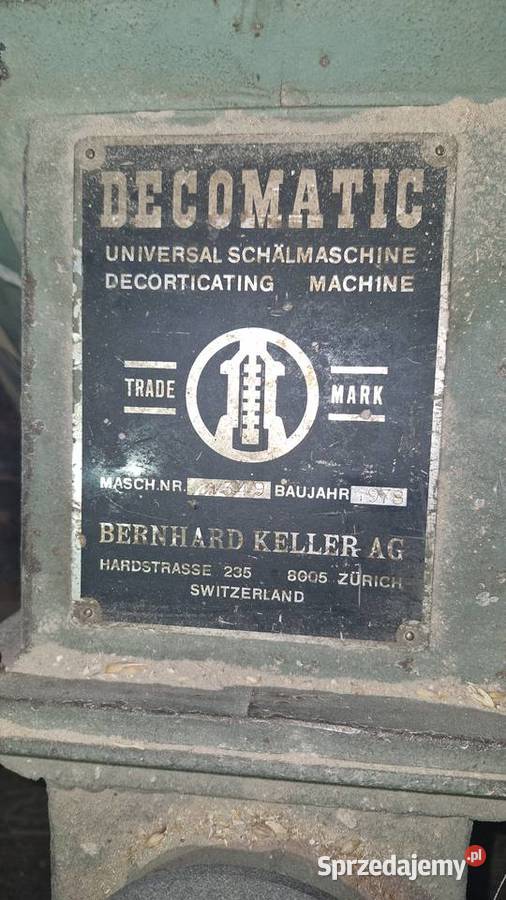 DECOMATIC
UNIVERSAL SCHÄLMASCHINE
DECORTICATING MACHINE
TRADE MARK
MASCH.NR. BAUJAHR
BERNHARD KELLER AG
HARDSTRASSE 235 8005 ZÜRICH
SWITZERLAND
Sprzedajemy.pl